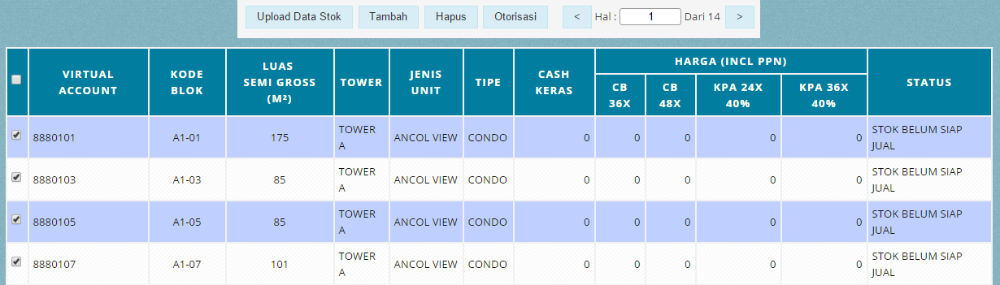 Upload Data Stok Tambah Hapus Otorisasi < Hal : 1 Dari 14 >
VIRTUAL ACCOUNT KODE BLOK LUAS SEMI GROSS (M²) TOWER JENIS UNIT TIPE CASH KERAS HARGA (INCL PPN) STATUS
CB 36X CB 48X KPA 24X 40% KPA 36X 40%
8880101 A1-01 175 TOWER A ANCOL VIEW CONDO 0 0 0 0 0 STOK BELUM SIAP JUAL
8880103 A1-03 85 TOWER A ANCOL VIEW CONDO 0 0 0 0 0 STOK BELUM SIAP JUAL
8880105 A1-05 85 TOWER A ANCOL VIEW CONDO 0 0 0 0 0 STOK BELUM SIAP JUAL
8880107 A1-07 101 TOWER A ANCOL VIEW CONDO 0 0 0 0 0 STOK BELUM SIAP JUAL